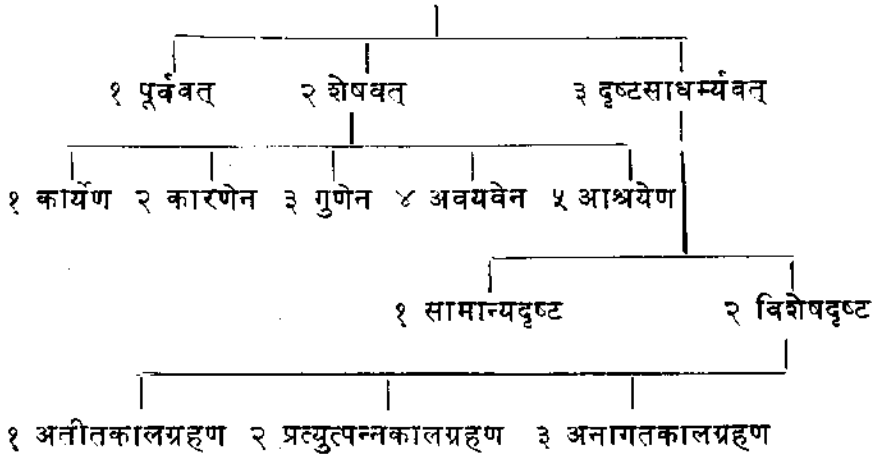 १ पूर्ववत् २ शेषवत् ३ दृष्टसाधर्म्यवत्
१ कार्येण २ कारणेन ३ गुणेन ४ अवयवेन ५ आश्रयेण
१ सामान्यदृष्ट २ विशेषदृष्ट
१ अतीतकालग्रहण २ प्रत्युत्पन्नकालग्रहण ३ अनागतकालग्रहण